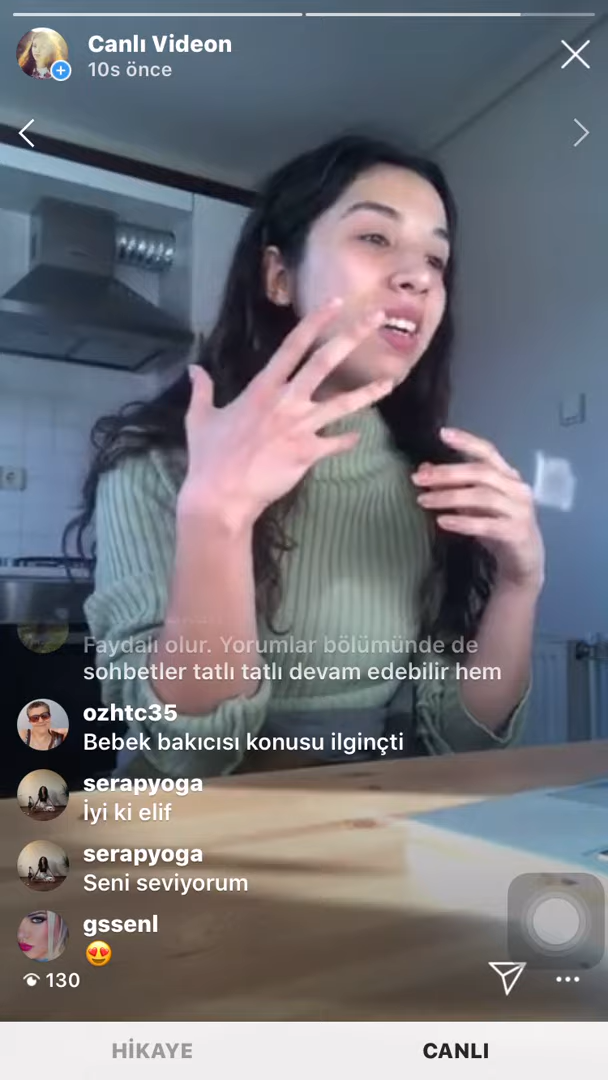 Canlı Videon
10s önce
Faydalı olur. Yorumlar bölümünde de
sohbetler tatlı tatlı devam edebilir hem
ozhtc35
Bebek bakıcısı konusu ilginçti
serapyoga
İyi ki elif
serapyoga
Seni seviyorum
gssenl
😍
130
HİKAYE
CANLI